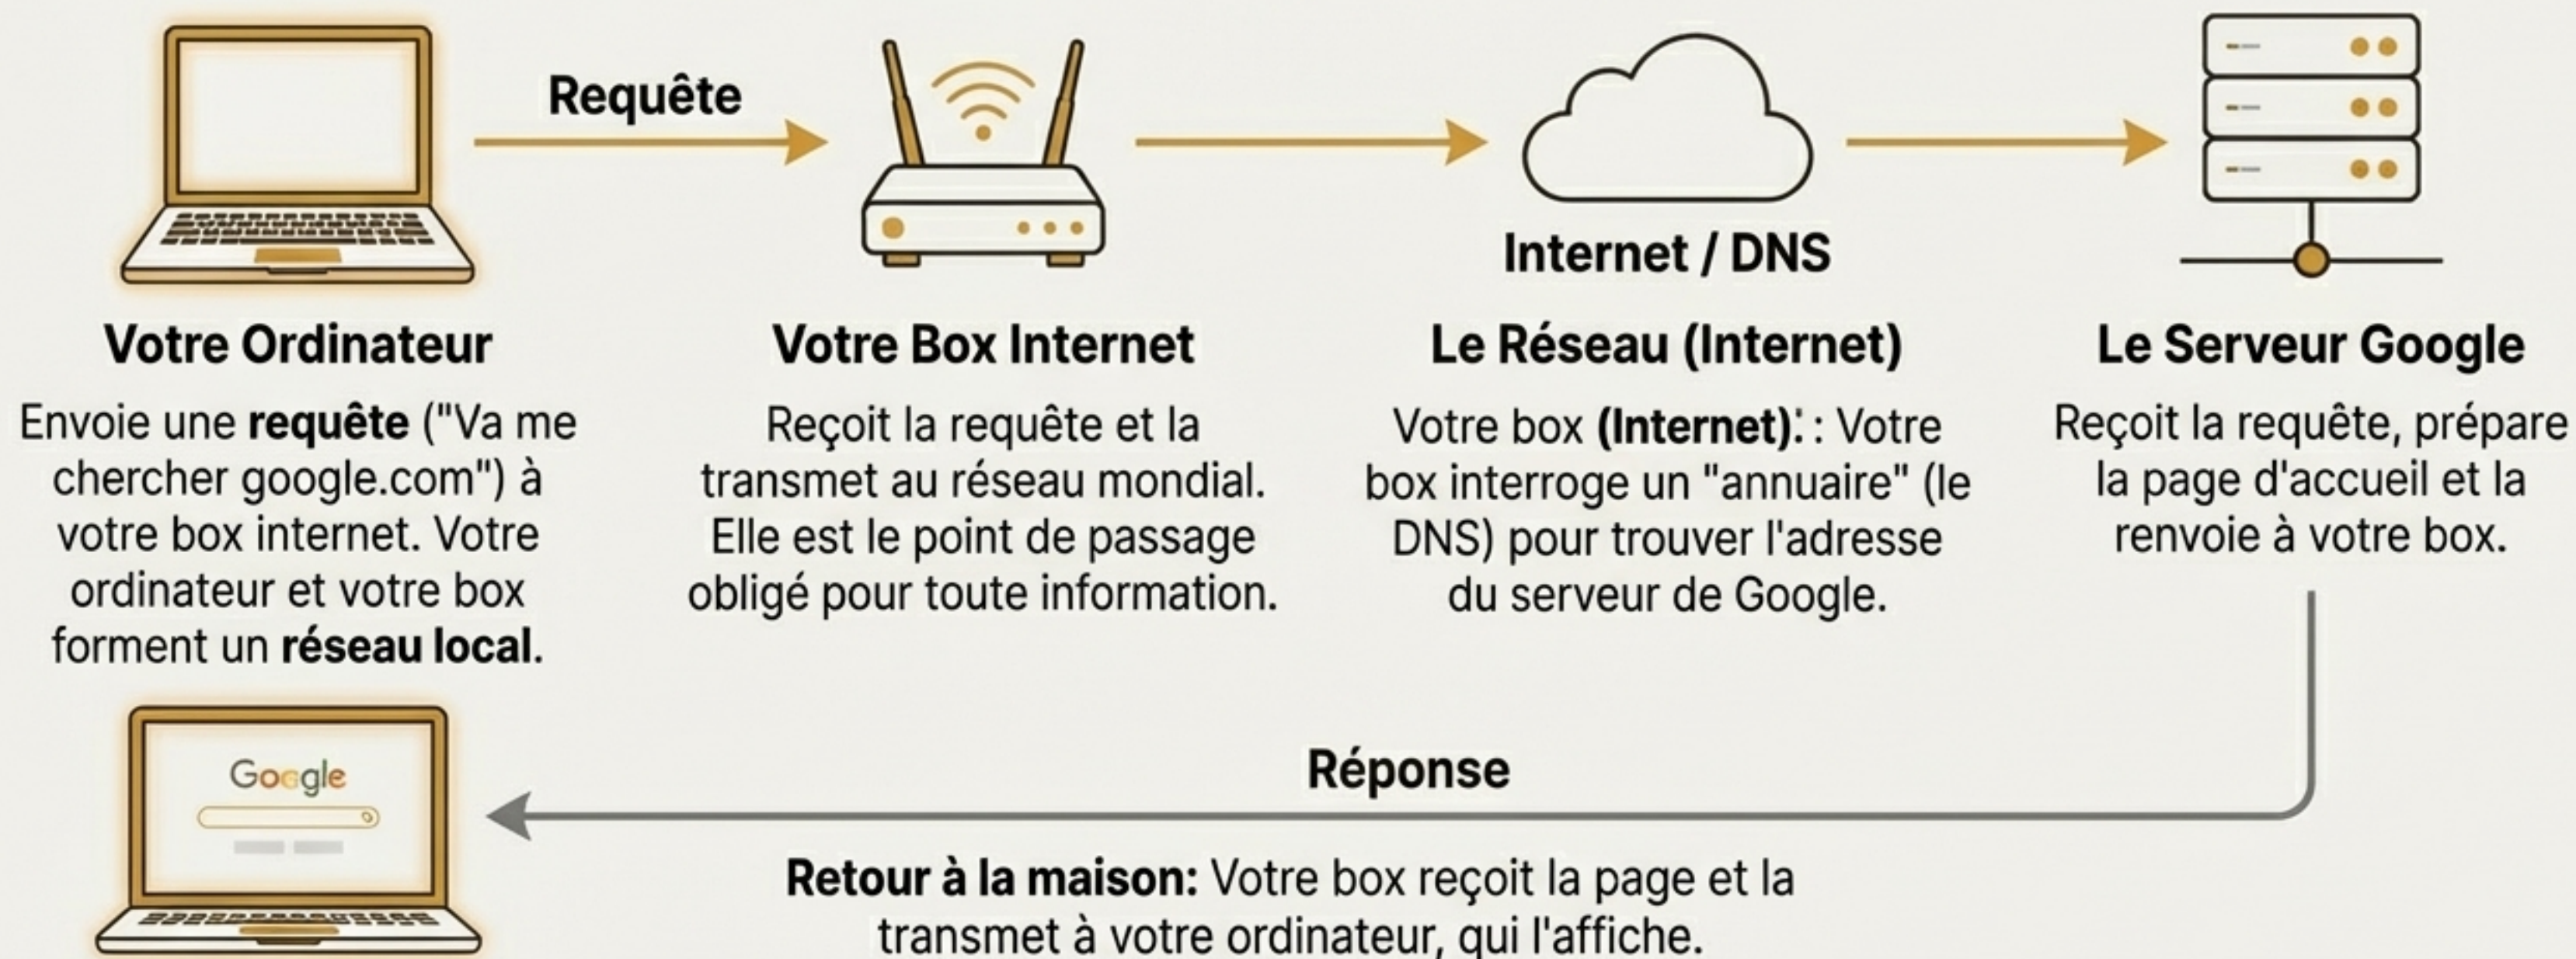 Requête
Internet / DNS
Votre Ordinateur
Envoie une requête ("Va me
chercher google.com") à
votre box internet. Votre
ordinateur et votre box
forment un réseau local.
Votre Box Internet
Reçoit la requête et la
transmet au réseau mondial.
Elle est le point de passage
obligé pour toute information.
Le Réseau (Internet)
Votre box (Internet): : Votre
box interroge un "annuaire" (le
DNS) pour trouver l'adresse
du serveur de Google.
Le Serveur Google
Reçoit la requête, prépare
la page d'accueil et la
renvoie à votre box.
Réponse
Google
Retour à la maison: Votre box reçoit la page et la
transmet à votre ordinateur, qui l'affiche.